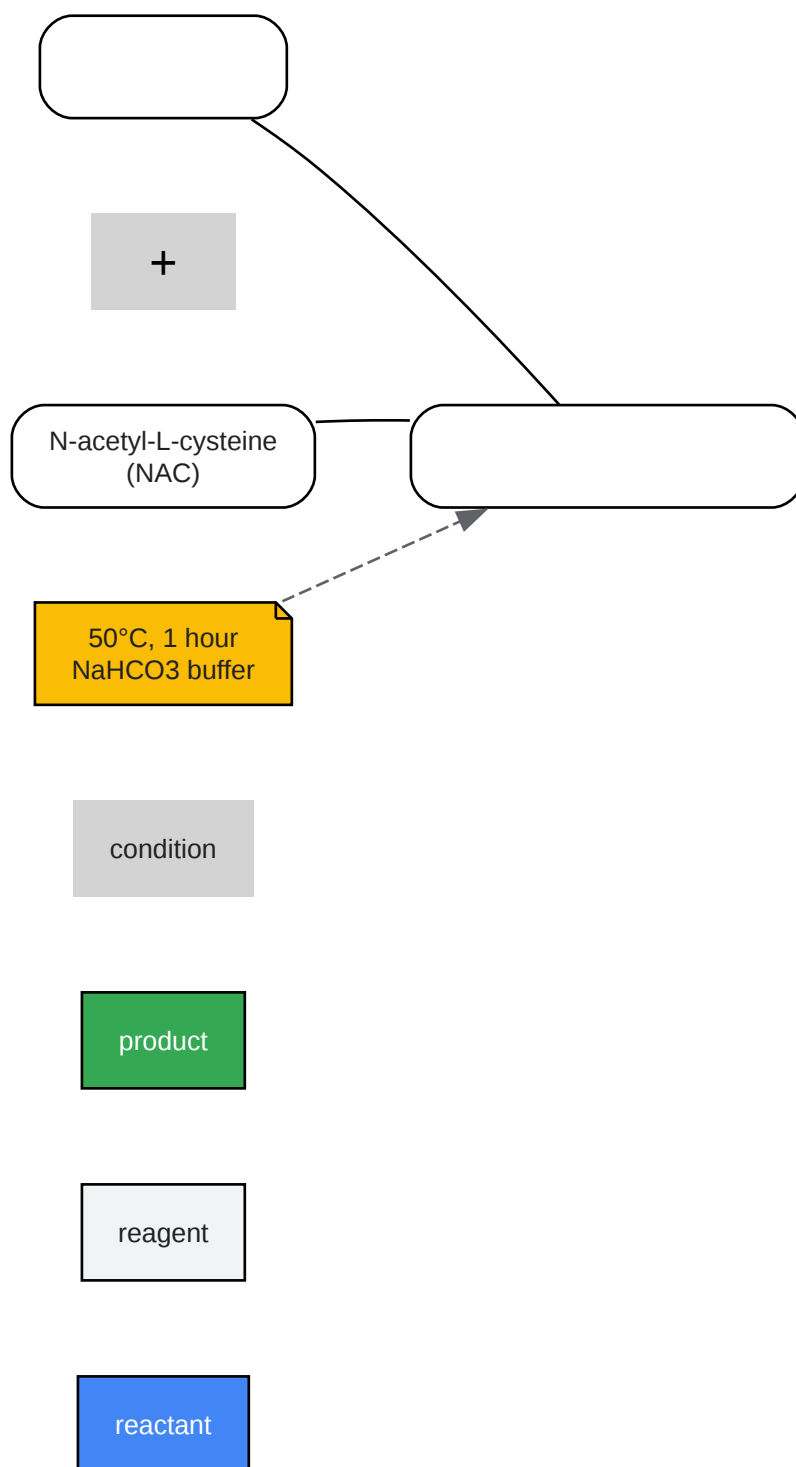 +
N-acetyl-L-cysteine
(NAC)
50°C, 1 hour
NaHCO3 buffer
condition
product
reagent
reactant